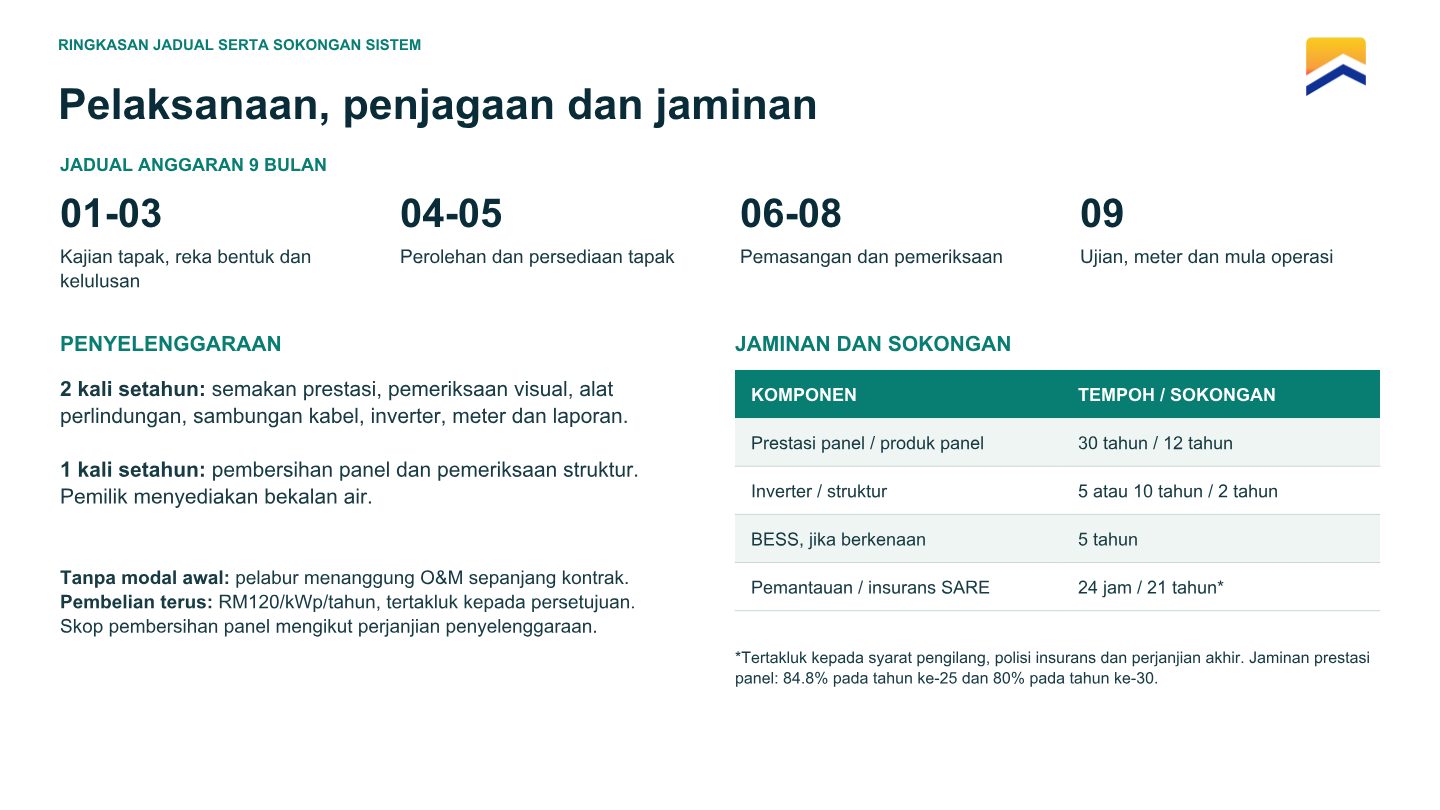 RINGKASAN JADUAL SERTA SOKONGAN SISTEM
Pelaksanaan, penjagaan dan jaminan
JADUAL ANGGARAN 9 BULAN
01-03
Kajian tapak, reka bentuk dan
kelulusan
04-05
Perolehan dan persediaan tapak
06-08
Pemasangan dan pemeriksaan
09
Ujian, meter dan mula operasi
PENYELENGGARAAN
2 kali setahun: semakan prestasi, pemeriksaan visual, alat
perlindungan, sambungan kabel, inverter, meter dan laporan.
1 kali setahun: pembersihan panel dan pemeriksaan struktur.
Pemilik menyediakan bekalan air.
Tanpa modal awal: pelabur menanggung O&M sepanjang kontrak.
Pembelian terus: RM120/kWp/tahun, tertakluk kepada persetujuan.
Skop pembersihan panel mengikut perjanjian penyelenggaraan.
JAMINAN DAN SOKONGAN
KOMPONEN TEMPOH / SOKONGAN
Prestasi panel / produk panel 30 tahun / 12 tahun
Inverter / struktur 5 atau 10 tahun / 2 tahun
BESS, jika berkenaan 5 tahun
Pemantauan / insurans SARE 24 jam / 21 tahun*
*Tertakluk kepada syarat pengilang, polisi insurans dan perjanjian akhir. Jaminan prestasi
panel: 84.8% pada tahun ke-25 dan 80% pada tahun ke-30.